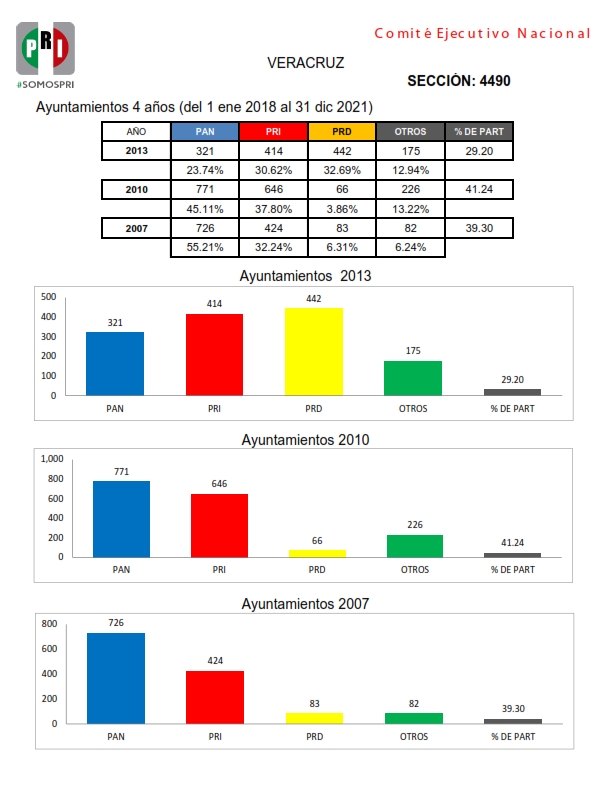 Comité Ejecutivo Nacional
PRI
#SOMOSPRI
VERACRUZ
SECCIÓN: 4490
Ayuntamientos 4 años (del 1 ene 2018 al 31 dic 2021)
AÑO PAN PRI PRD OTROS % DE PART
2013 321 414 442 175 29.20
23.74% 30.62% 32.69% 12.94%
2010 771 646 66 226 41.24
45.11% 37.80% 3.86% 13.22%
2007 726 424 83 82 39.30
55.21% 32.24% 6.31% 6.24%
Ayuntamientos 2013
500
400
300
200
100
0
321
414
442
175
29.20
PAN PRI PRD OTROS % DE PART
Ayuntamientos 2010
1,000
800
600
400
200
0
771
646
66
226
41.24
PAN PRI PRD OTROS % DE PART
Ayuntamientos 2007
800
600
400
200
0
726
424
83
82
39.30
PAN PRI PRD OTROS % DE PART